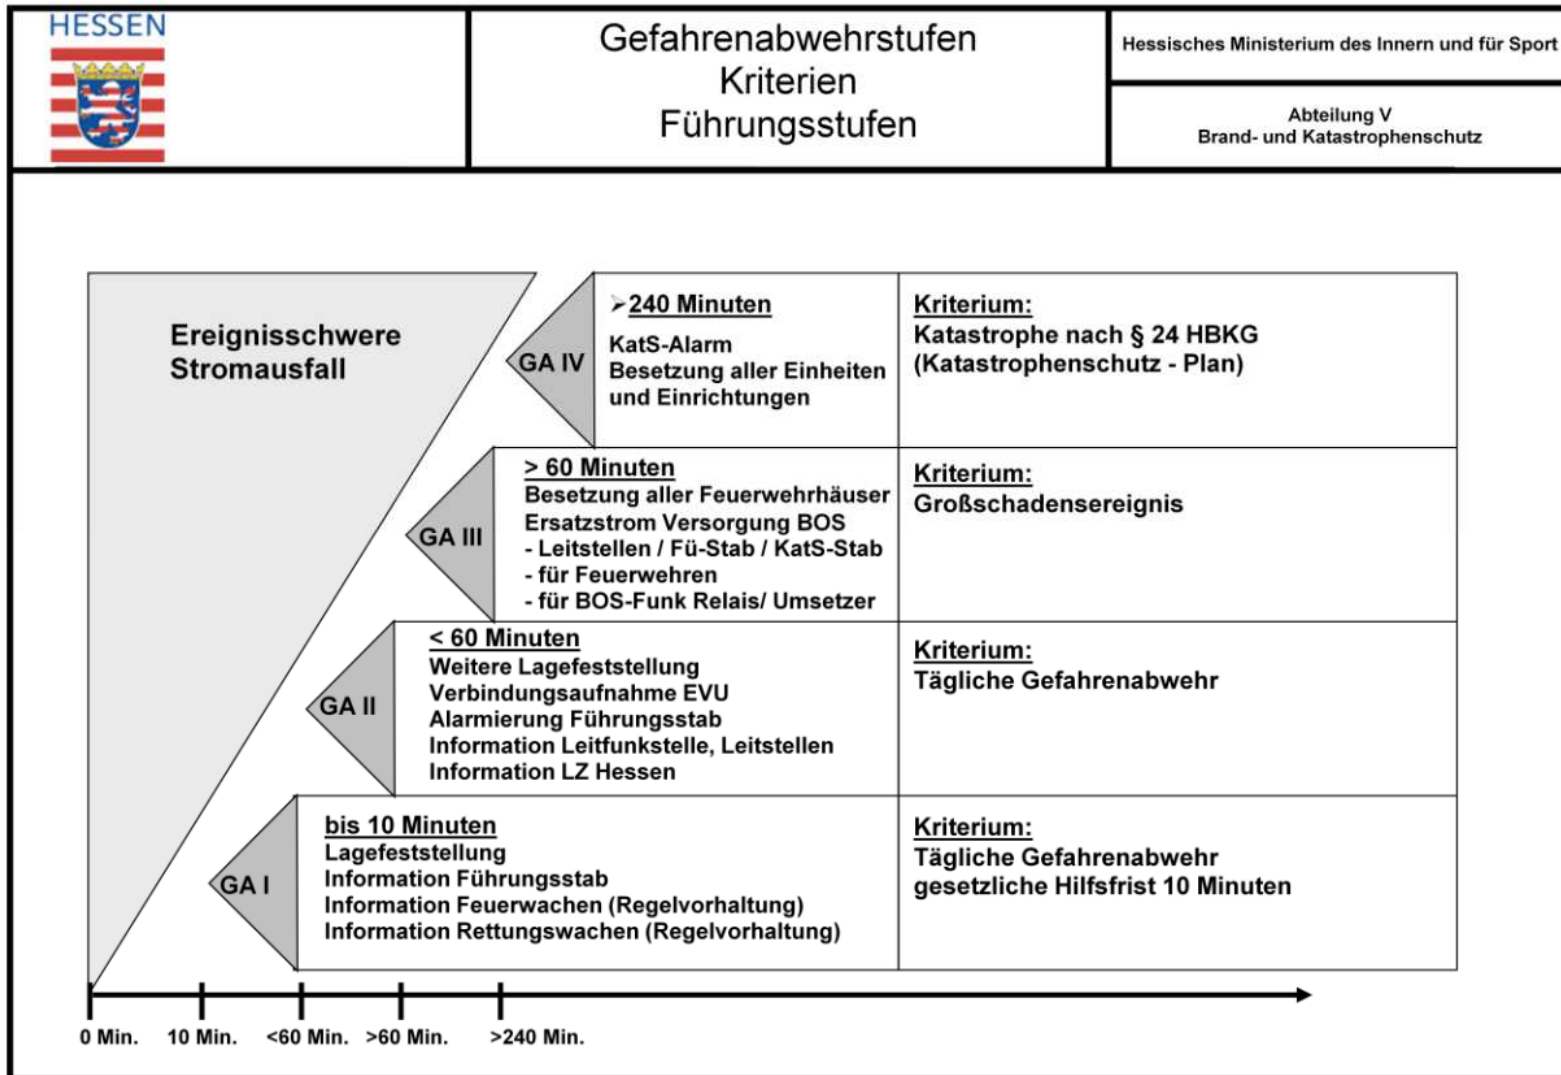 HESSEN
Gefahrenabwehrstufen
Kriterien
Führungsstufen
Hessisches Ministerium des Innern und für Sport
Abteilung V
Brand- und Katastrophenschutz
Ereignisschwere
Stromausfall
GA IV
➢240 Minuten
KatS-Alarm
Besetzung aller Einheiten
und Einrichtungen
Kriterium:
Katastrophe nach § 24 HBKG
(Katastrophenschutz - Plan)
GA III
> 60 Minuten
Besetzung aller Feuerwehrhäuser
Ersatzstrom Versorgung BOS
- Leitstellen / Fü-Stab / KatS-Stab
- für Feuerwehren
- für BOS-Funk Relais/ Umsetzer
Kriterium:
Großschadensereignis
GA II
< 60 Minuten
Weitere Lagefeststellung
Verbindungsaufnahme EVU
Alarmierung Führungsstab
Information Leitfunkstelle, Leitstellen
Information LZ Hessen
Kriterium:
Tägliche Gefahrenabwehr
GA I
bis 10 Minuten
Lagefeststellung
Information Führungsstab
Information Feuerwachen (Regelvorhaltung)
Information Rettungswachen (Regelvorhaltung)
Kriterium:
Tägliche Gefahrenabwehr
gesetzliche Hilfsfrist 10 Minuten
0 Min. 10 Min. <60 Min. >60 Min. >240 Min.